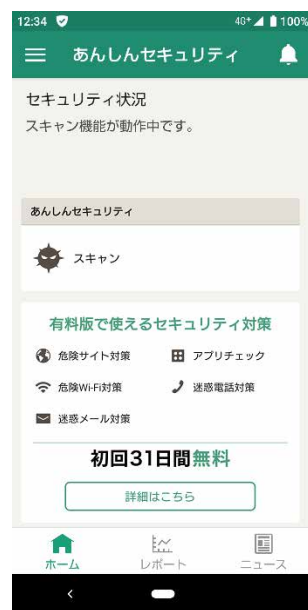 12:34 4G+ 100%
あんしんセキュリティ
セキュリティ状況
スキャン機能が動作中です。
あんしんセキュリティ
スキャン
有料版で使えるセキュリティ対策
危険サイト対策 アプリチェック
危険Wi-Fi対策 迷惑電話対策
迷惑メール対策
初回31日間無料
詳細はこちら
ホーム レポート ニュース